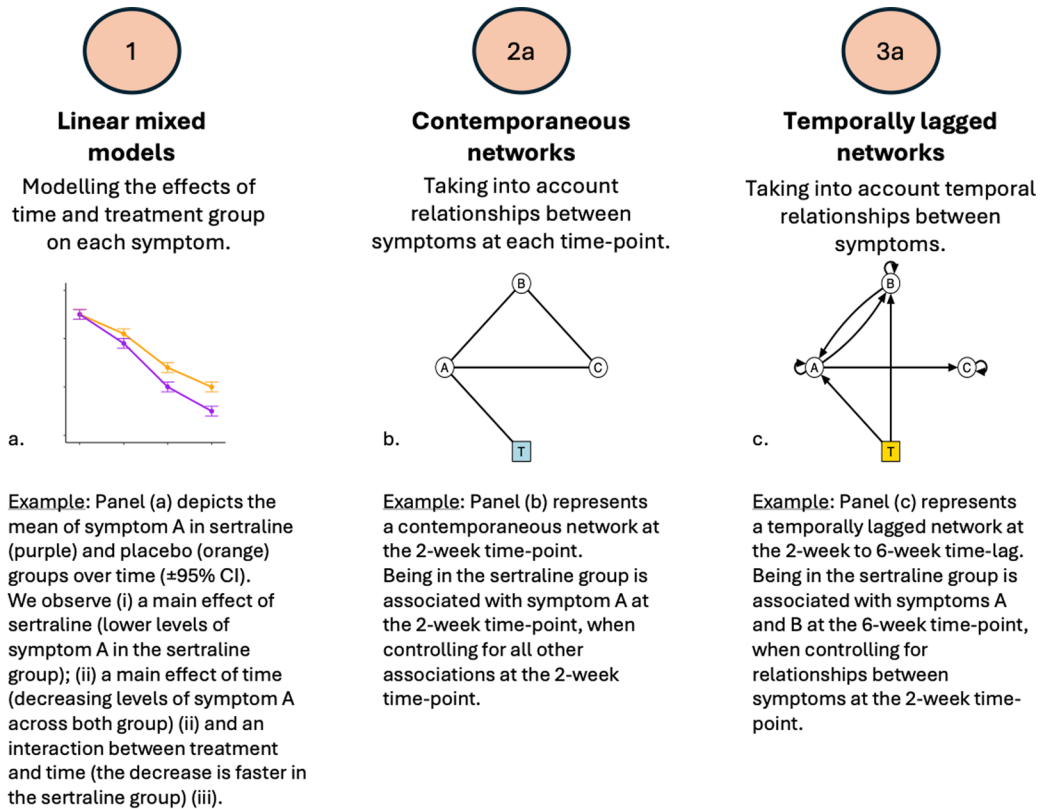 1
Linear mixed
models
Modelling the effects of
time and treatment group
on each symptom.
a.
Example: Panel (a) depicts the
mean of symptom A in sertraline
(purple) and placebo (orange)
groups over time (±95% CI).
We observe (i) a main effect of
sertraline (lower levels of
symptom A in the sertraline
group); (ii) a main effect of time
(decreasing levels of symptom A
across both group) (ii) and an
interaction between treatment
and time (the decrease is faster in
the sertraline group) (iii).
2a
Contemporaneous
networks
Taking into account
relationships between
symptoms at each time-point.
B
A
C
T
b.
Example: Panel (b) represents
a contemporaneous network at
the 2-week time-point.
Being in the sertraline group is
associated with symptom A at
the 2-week time-point, when
controlling for all other
associations at the 2-week
time-point.
3a
Temporally lagged
networks
Taking into account temporal
relationships between
symptoms.
B
A
C
T
c.
Example: Panel (c) represents
a temporally lagged network at
the 2-week to 6-week time-lag.
Being in the sertraline group is
associated with symptoms A
and B at the 6-week time-point,
when controlling for
relationships between
symptoms at the 2-week time-
point.